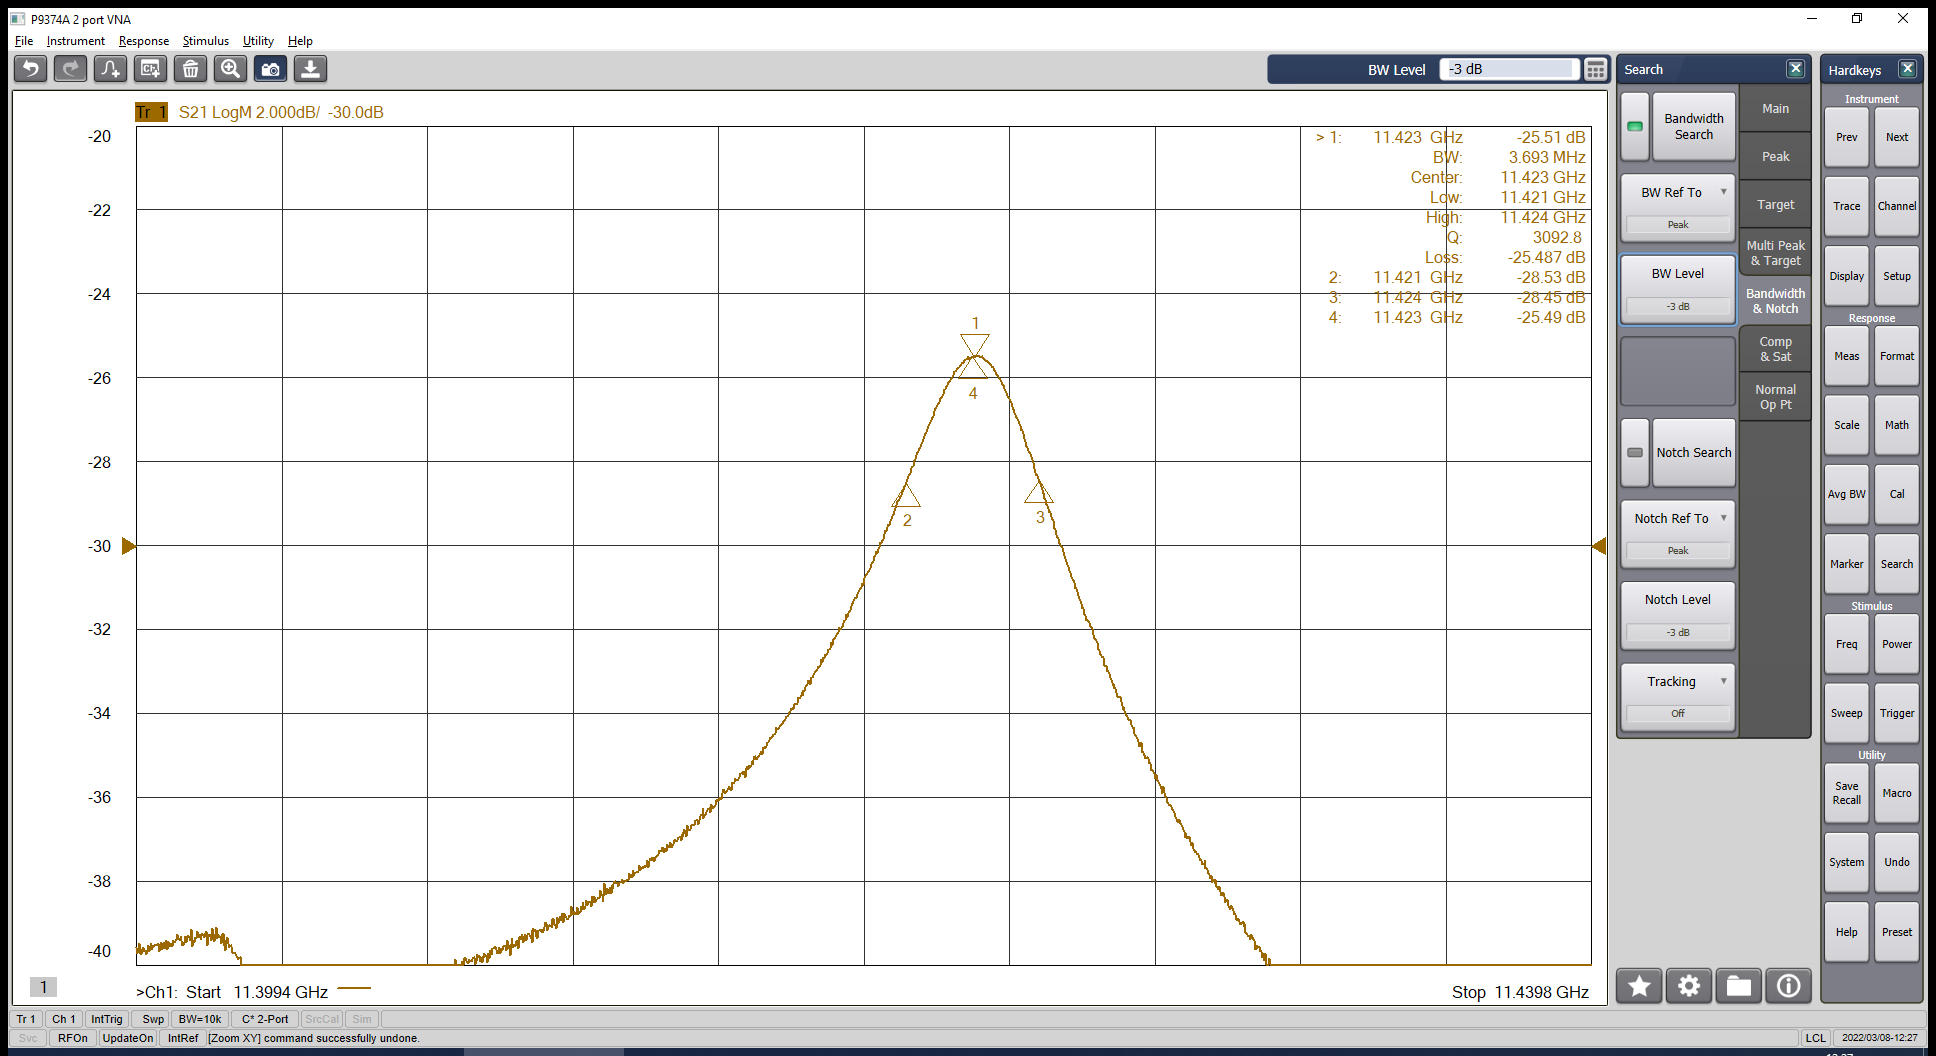 P9374A 2 port VNA
File Instrument Response Stimulus Utility Help
BW Level -3 dB
Tr 1 S21 LogM 2.000dB/ -30.0dB
-20
-22
-24
-26
-28
-30
-32
-34
-36
-38
-40
> 1: 11.423 GHz -25.51 dB
BW: 3.693 MHz
Center: 11.423 GHz
Low: 11.421 GHz
High: 11.424 GHz
Q: 3092.8
Loss: -25.487 dB
2: 11.421 GHz -28.53 dB
3: 11.424 GHz -28.45 dB
4: 11.423 GHz -25.49 dB
1
4
2
3
1
>Ch1: Start 11.3994 GHz
Stop 11.4398 GHz
Search
Bandwidth
Search
BW Ref To
Peak
BW Level
-3 dB
Notch Search
Notch Ref To
Peak
Notch Level
-3 dB
Tracking
Off
Main
Peak
Target
Multi Peak
& Target
Bandwidth
& Notch
Comp
& Sat
Normal
Op Pt
Hardkeys
Instrument
Prev Next
Trace Channel
Display Setup
Response
Meas Format
Scale Math
Avg BW Cal
Marker Search
Stimulus
Freq Power
Sweep Trigger
Utility
Save
Recall
Macro
System Undo
Help Preset
Tr 1 Ch 1 IntTrig Swp BW=10k C* 2-Port SrcCal Sim
Svc RFOn UpdateOn IntRef [Zoom XY] command successfully undone.
LCL 2022/03/08-12:27